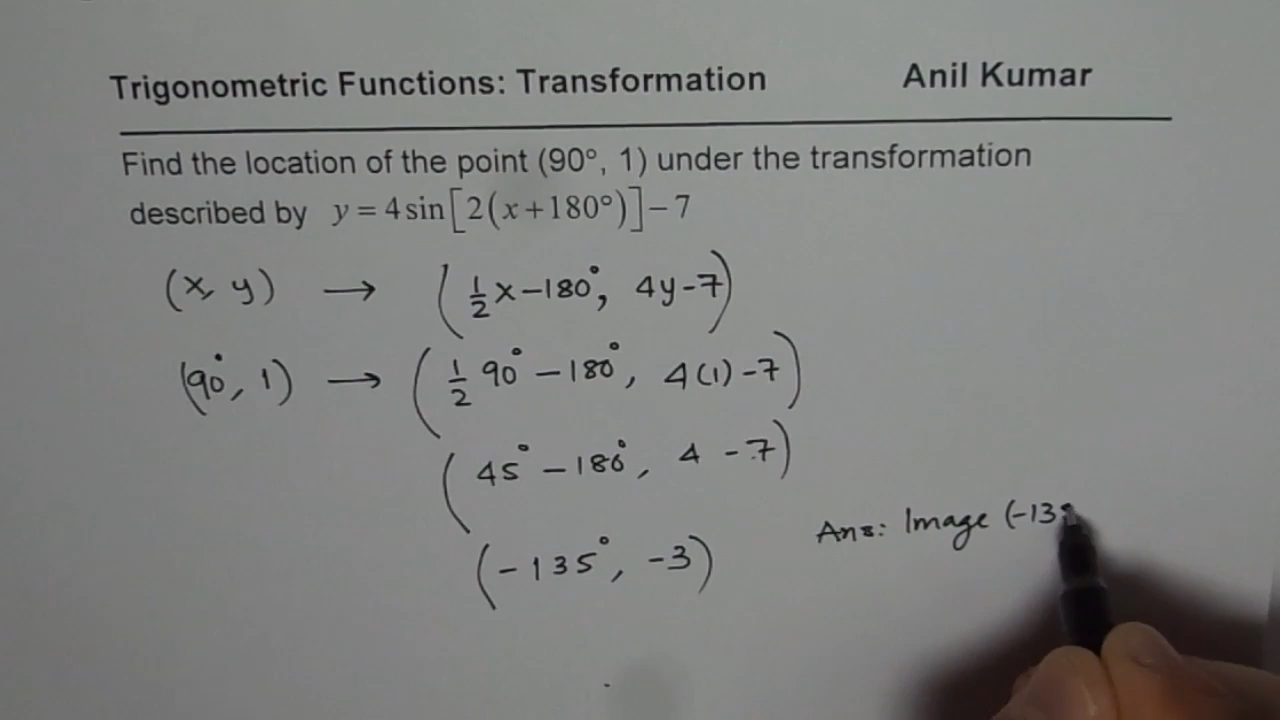 Trigonometric Functions: Transformation Anil Kumar
Find the location of the point (90°, 1) under the transformation
described by y = 4 sin[2(x+180°)] − 7
(x, y) → (1/2 x − 180°, 4y − 7)
(90°, 1) → (1/2 90° − 180°, 4(1) − 7)
(45° − 180°, 4 − 7)
(−135°, −3)
Ans: Image (−13